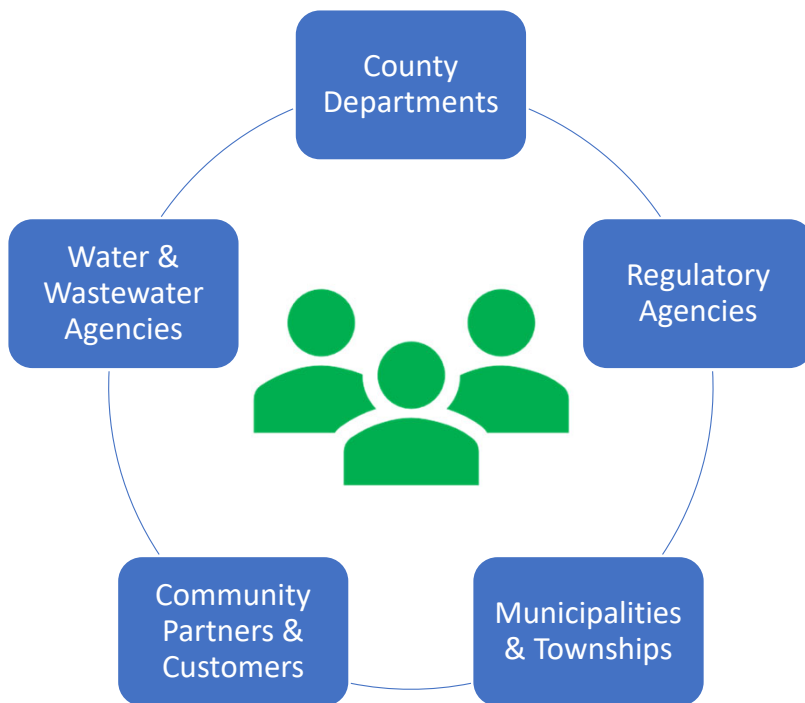 County
Departments
Regulatory
Agencies
Municipalities
& Townships
Community
Partners &
Customers
Water &
Wastewater
Agencies